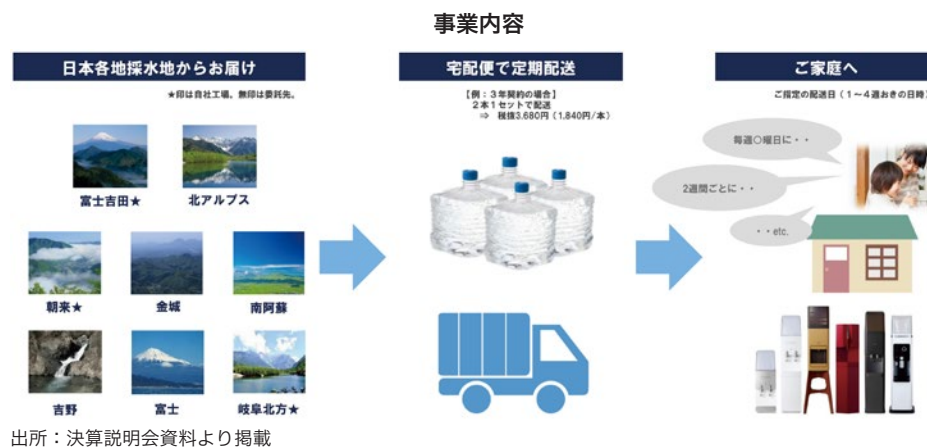 事業内容
日本各地採水地からお届け
★印は自社工場。無印は委託先。
富士吉田★
北アルプス
朝来★
金城
南阿蘇
吉野
富士
岐阜北方★
宅配便で定期配送
【例：3年契約の場合】
2本1セットで配送
⇒ 税抜3,680円（1,840円/本）
ご家庭へ
ご指定の配送日（1～4週おきの日時）
毎週○曜日に・・
2週間ごとに・・
・・etc.
出所：決算説明会資料より掲載